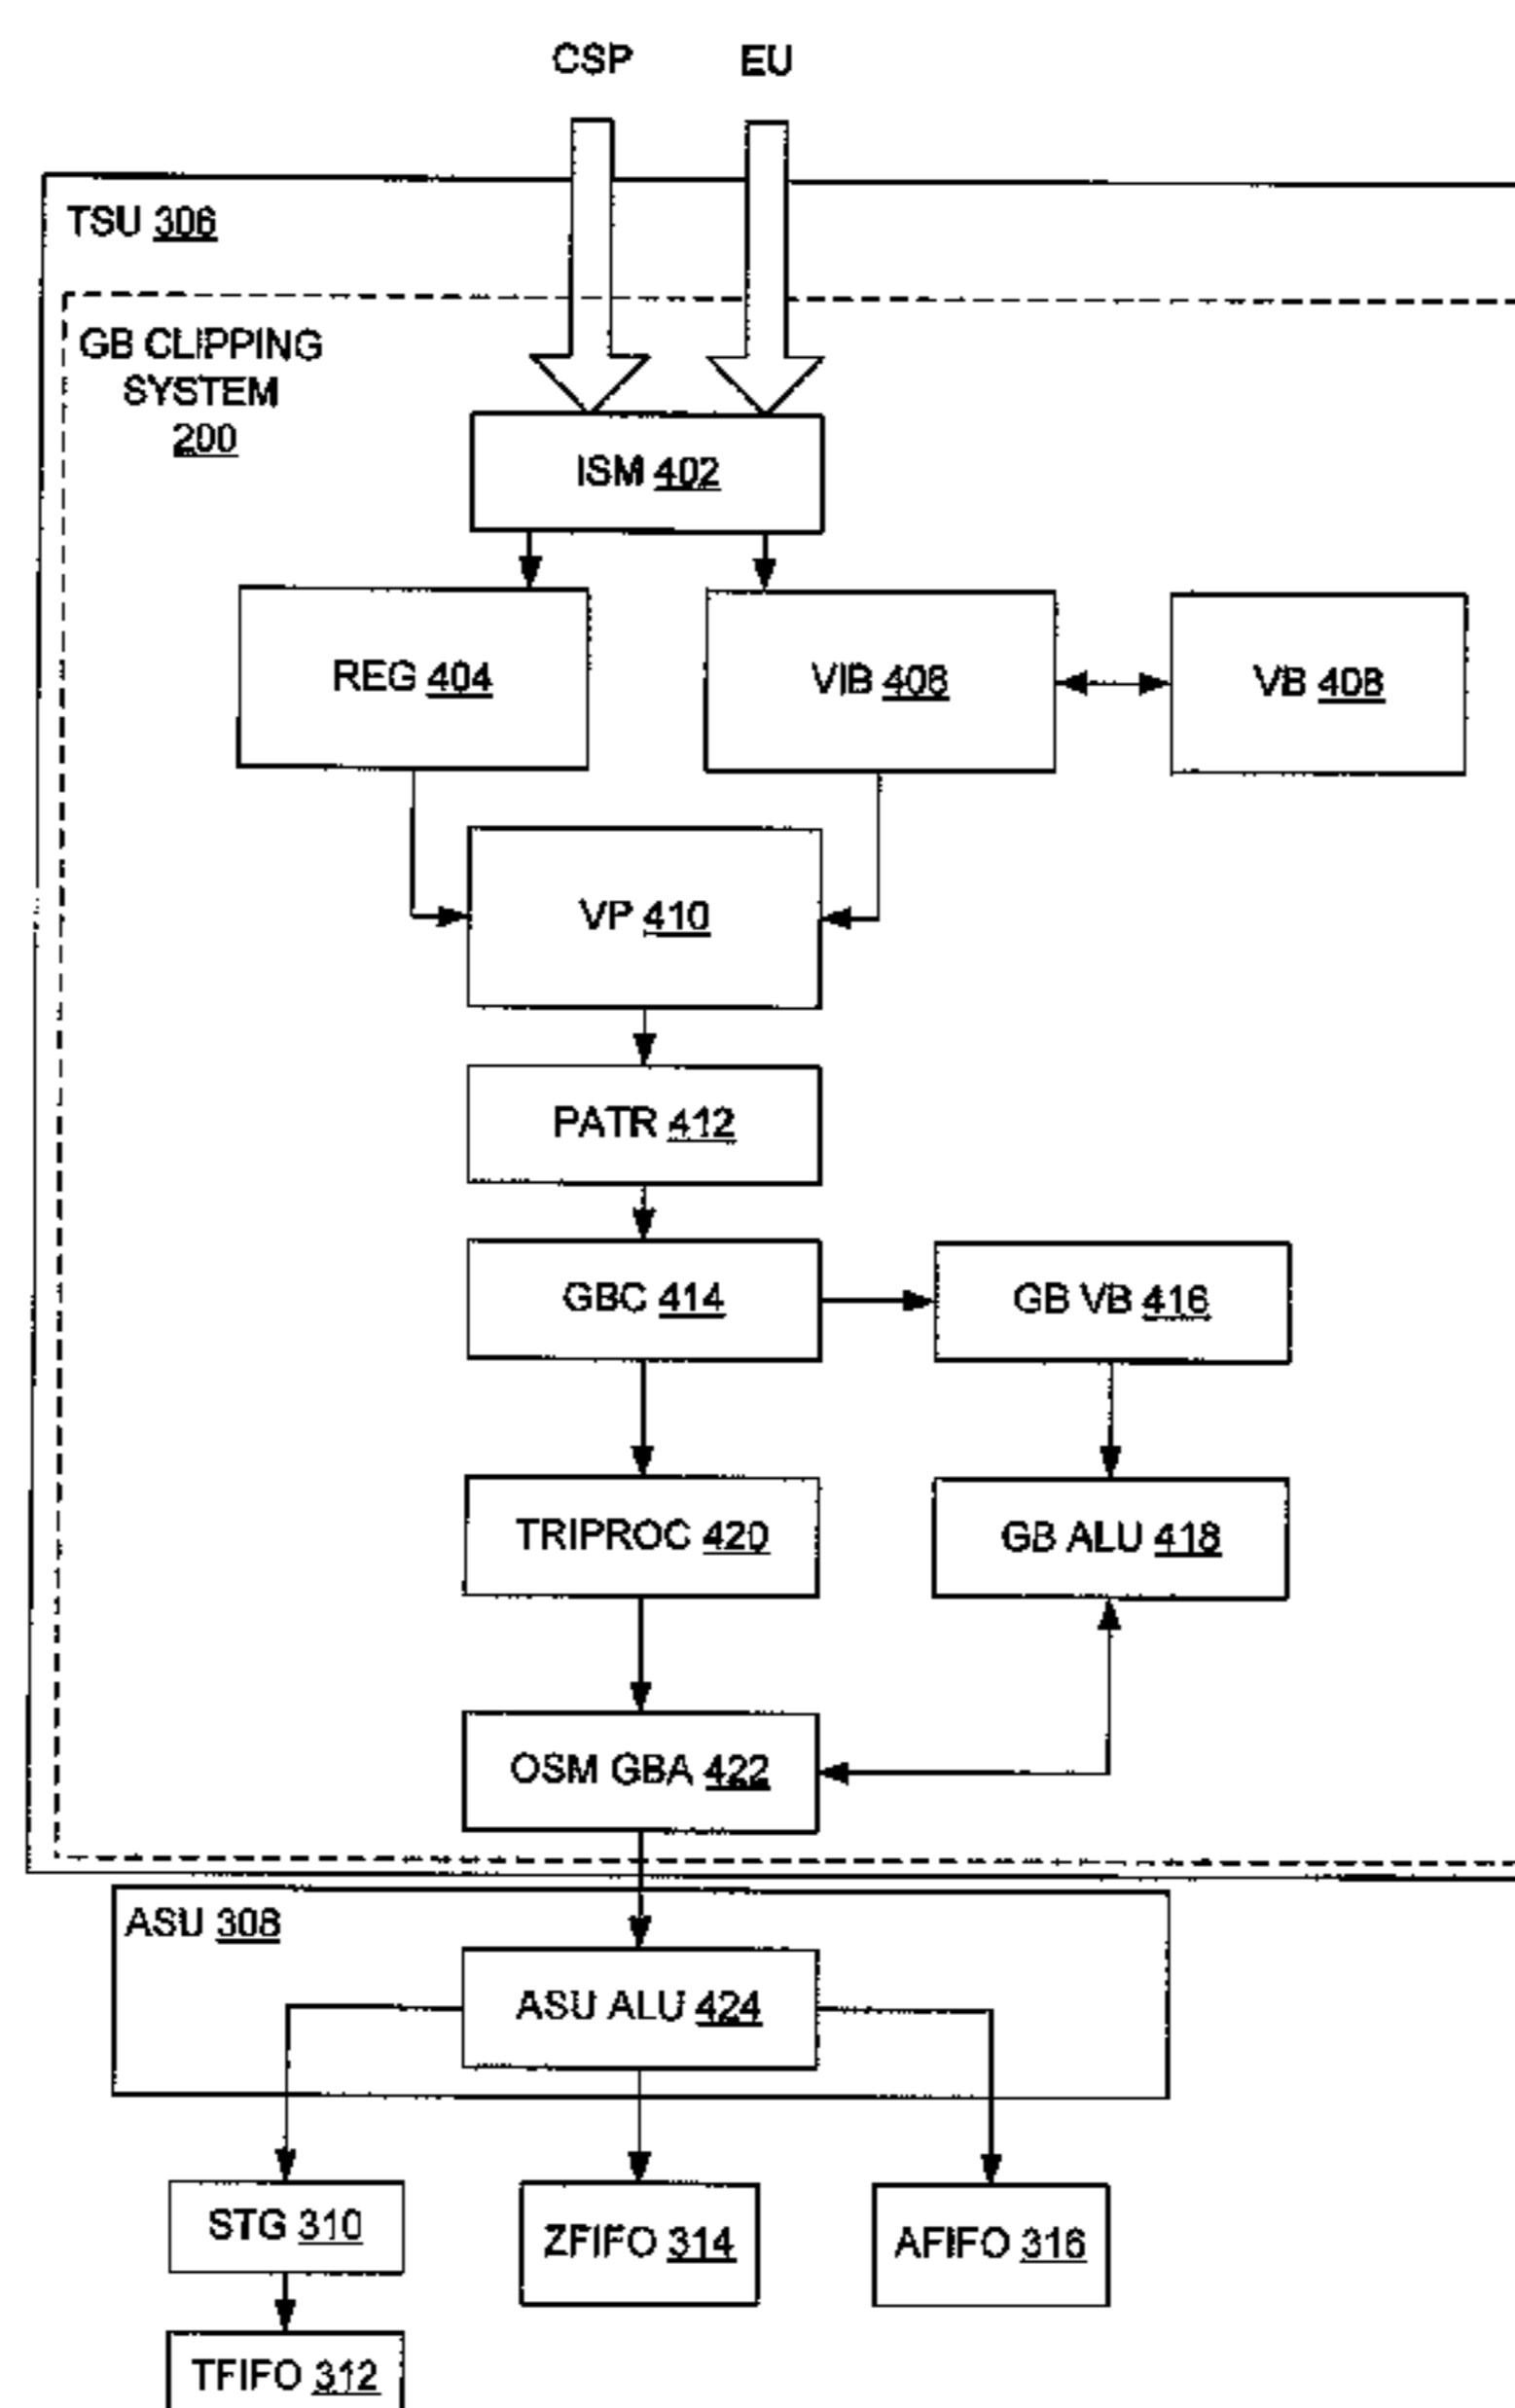 CSP
EU
TSU 306
GB CLIPPING
SYSTEM
200
ISM 402
REG 404
VIB 406
VB 408
VP 410
PATR 412
GBC 414
GB VB 416
TRIPROC 420
GB ALU 418
OSM GBA 422
ASU 308
ASU ALU 424
STG 310
ZFIFO 314
AFIFO 316
TFIFO 312